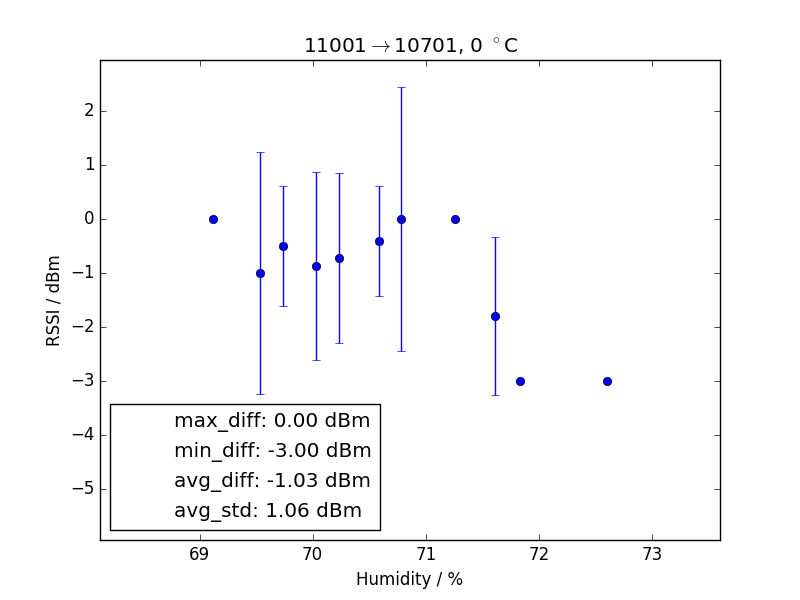 11001→10701, 0 °C
RSSI / dBm
2
1
0
−1
−2
−3
−4
−5
max_diff: 0.00 dBm
min_diff: -3.00 dBm
avg_diff: -1.03 dBm
avg_std: 1.06 dBm
69 70 71 72 73
Humidity / %